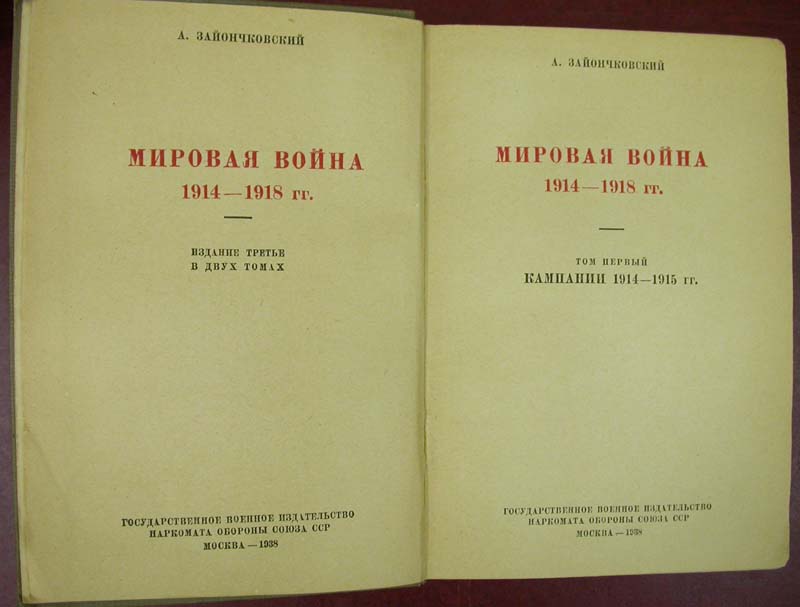 А. ЗАЙОНЧКОВСКИЙ
МИРОВАЯ ВОЙНА
1914—1918 гг.
ИЗДАНИЕ ТРЕТЬЕ
В ДВУХ ТОМАХ
ГОСУДАРСТВЕННОЕ ВОЕННОЕ ИЗДАТЕЛЬСТВО
НАРКОМАТА ОБОРОНЫ СОЮЗА ССР
МОСКВА—1938
А. ЗАЙОНЧКОВСКИЙ
МИРОВАЯ ВОЙНА
1914—1918 гг.
ТОМ ПЕРВЫЙ
КАМПАНИИ 1914—1915 гг.
ГОСУДАРСТВЕННОЕ ВОЕННОЕ ИЗДАТЕЛЬСТВО
НАРКОМАТА ОБОРОНЫ СОЮЗА ССР
МОСКВА—1938